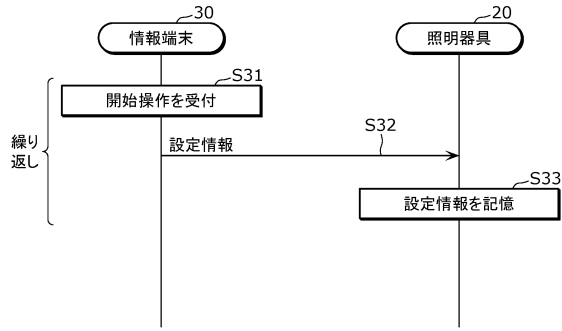 30
20
情報端末
照明器具
S31
開始操作を受付
S32
設定情報
繰り
返し
S33
設定情報を記憶